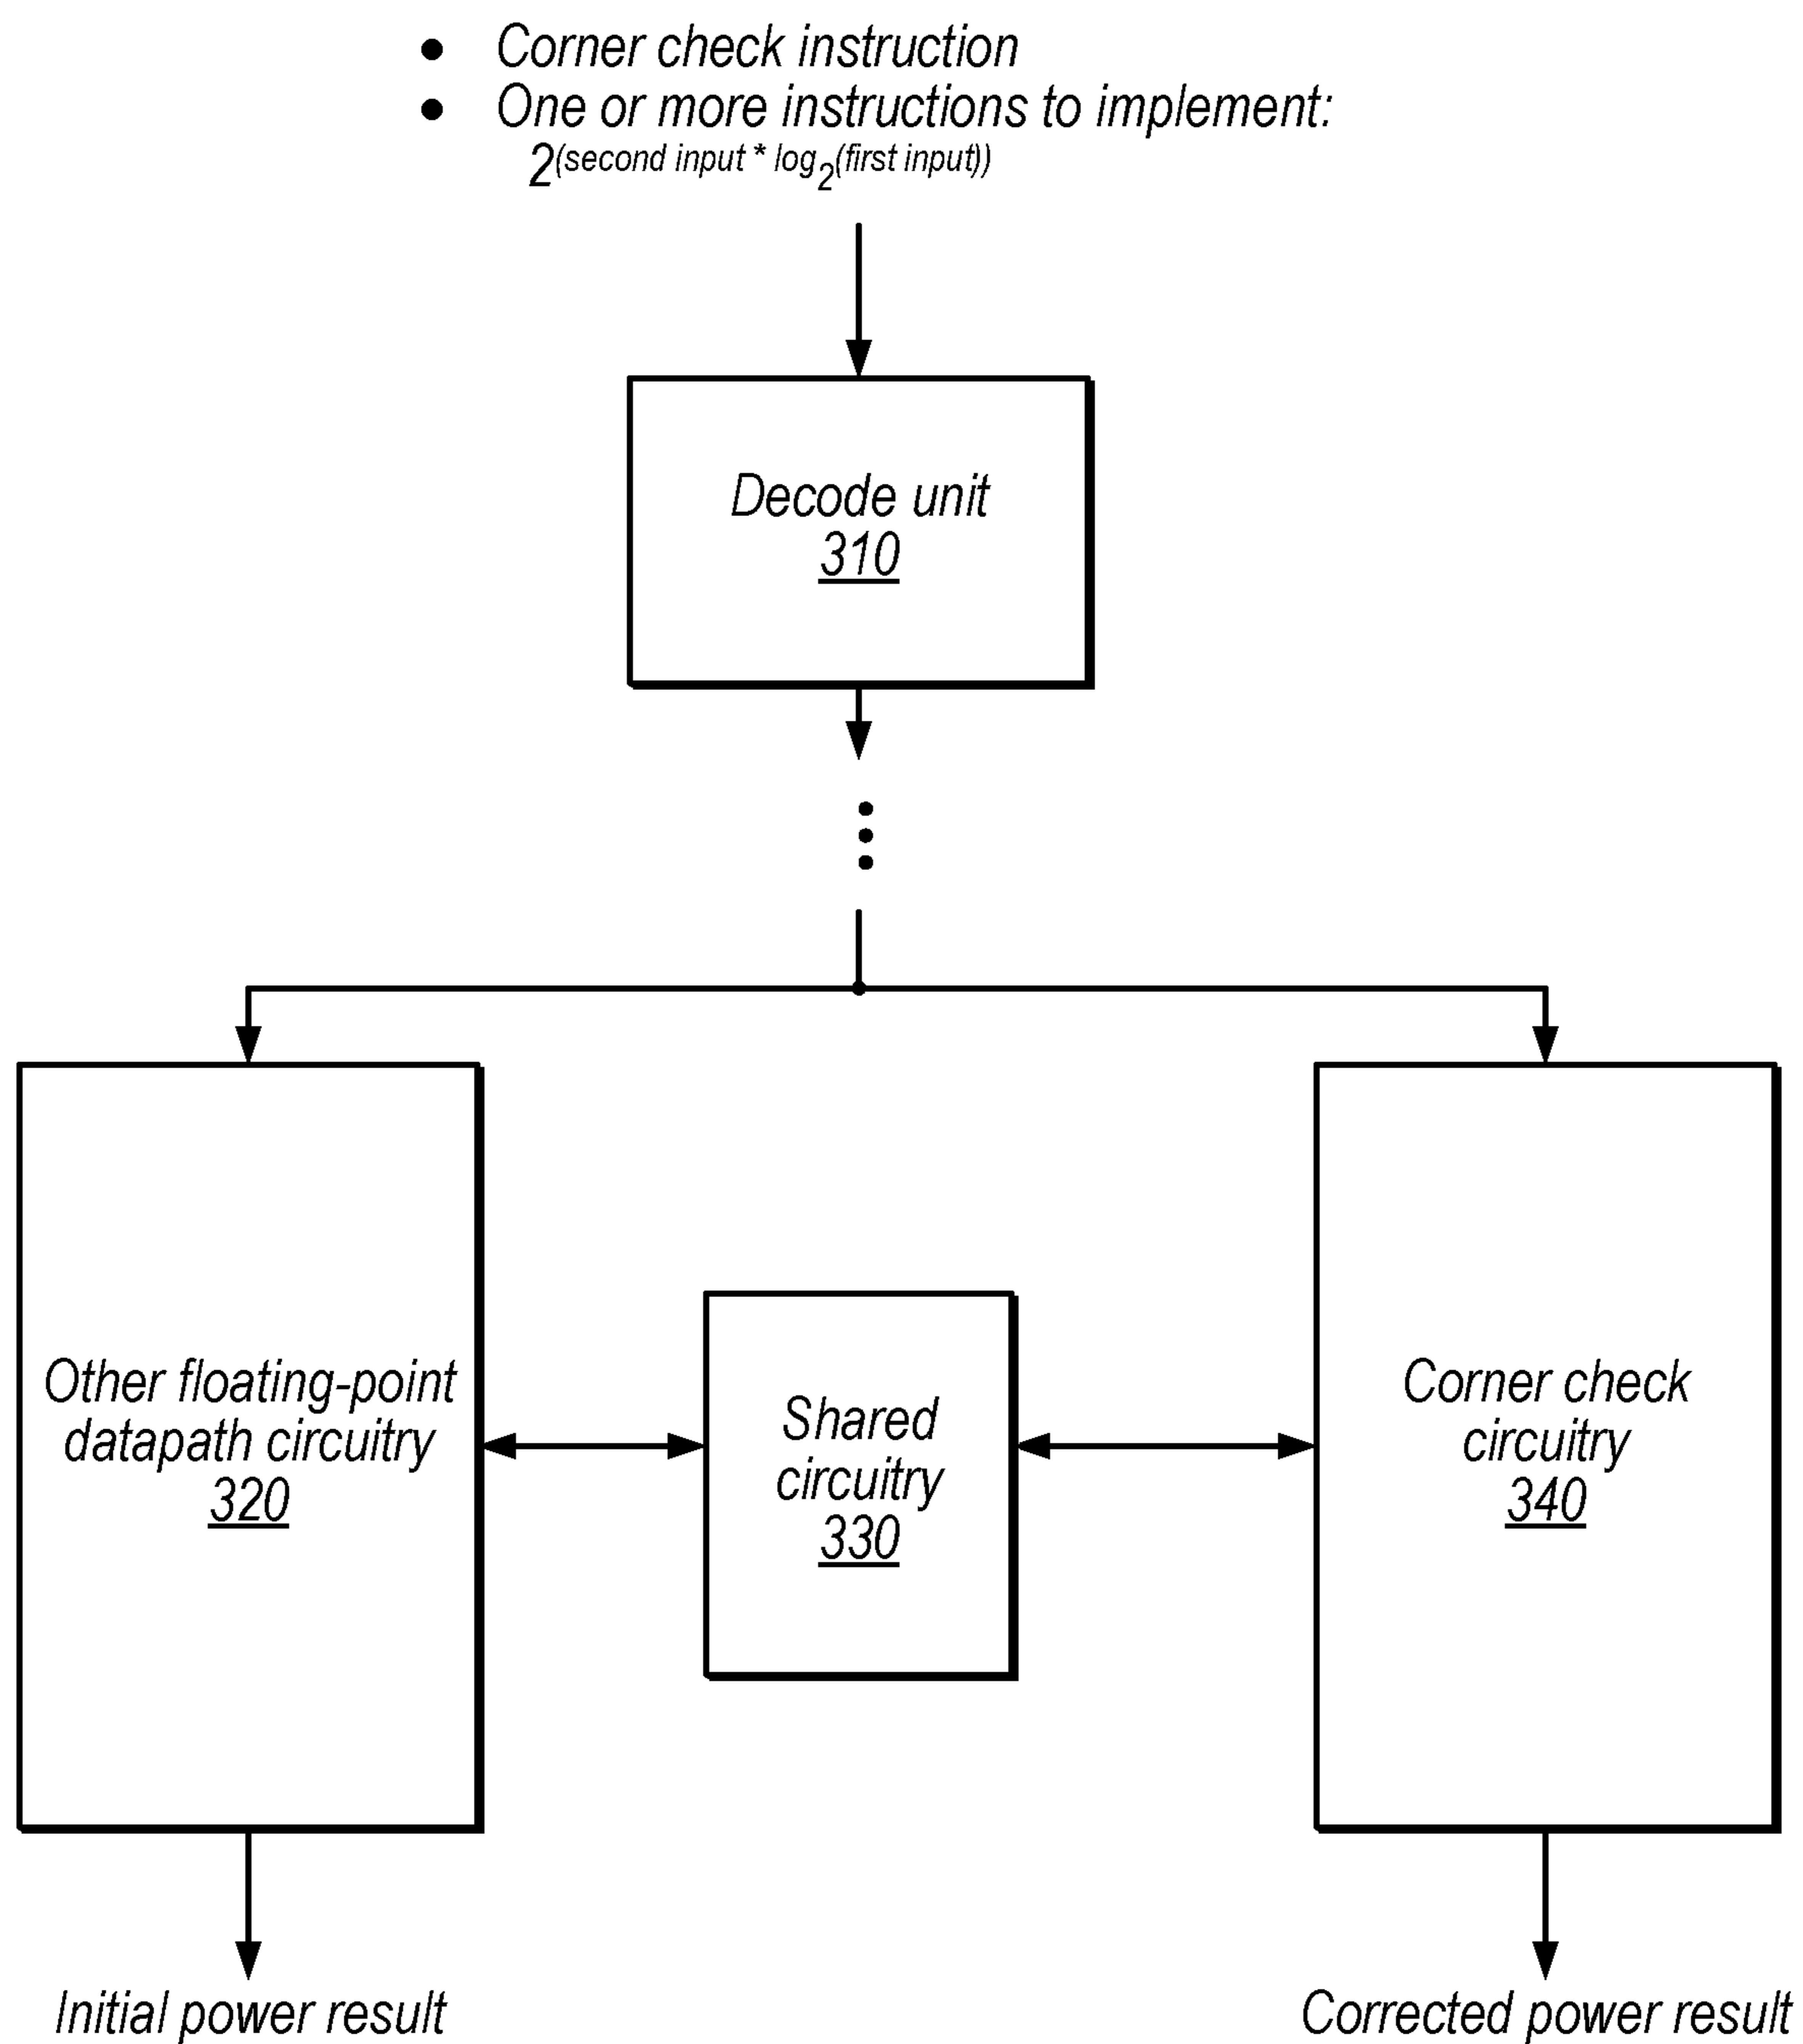 • Corner check instruction
• One or more instructions to implement:
2^(second input * log_2(first input))
Decode unit
310
Other floating-point
datapath circuitry
320
Shared
circuitry
330
Corner check
circuitry
340
Initial power result
Corrected power result